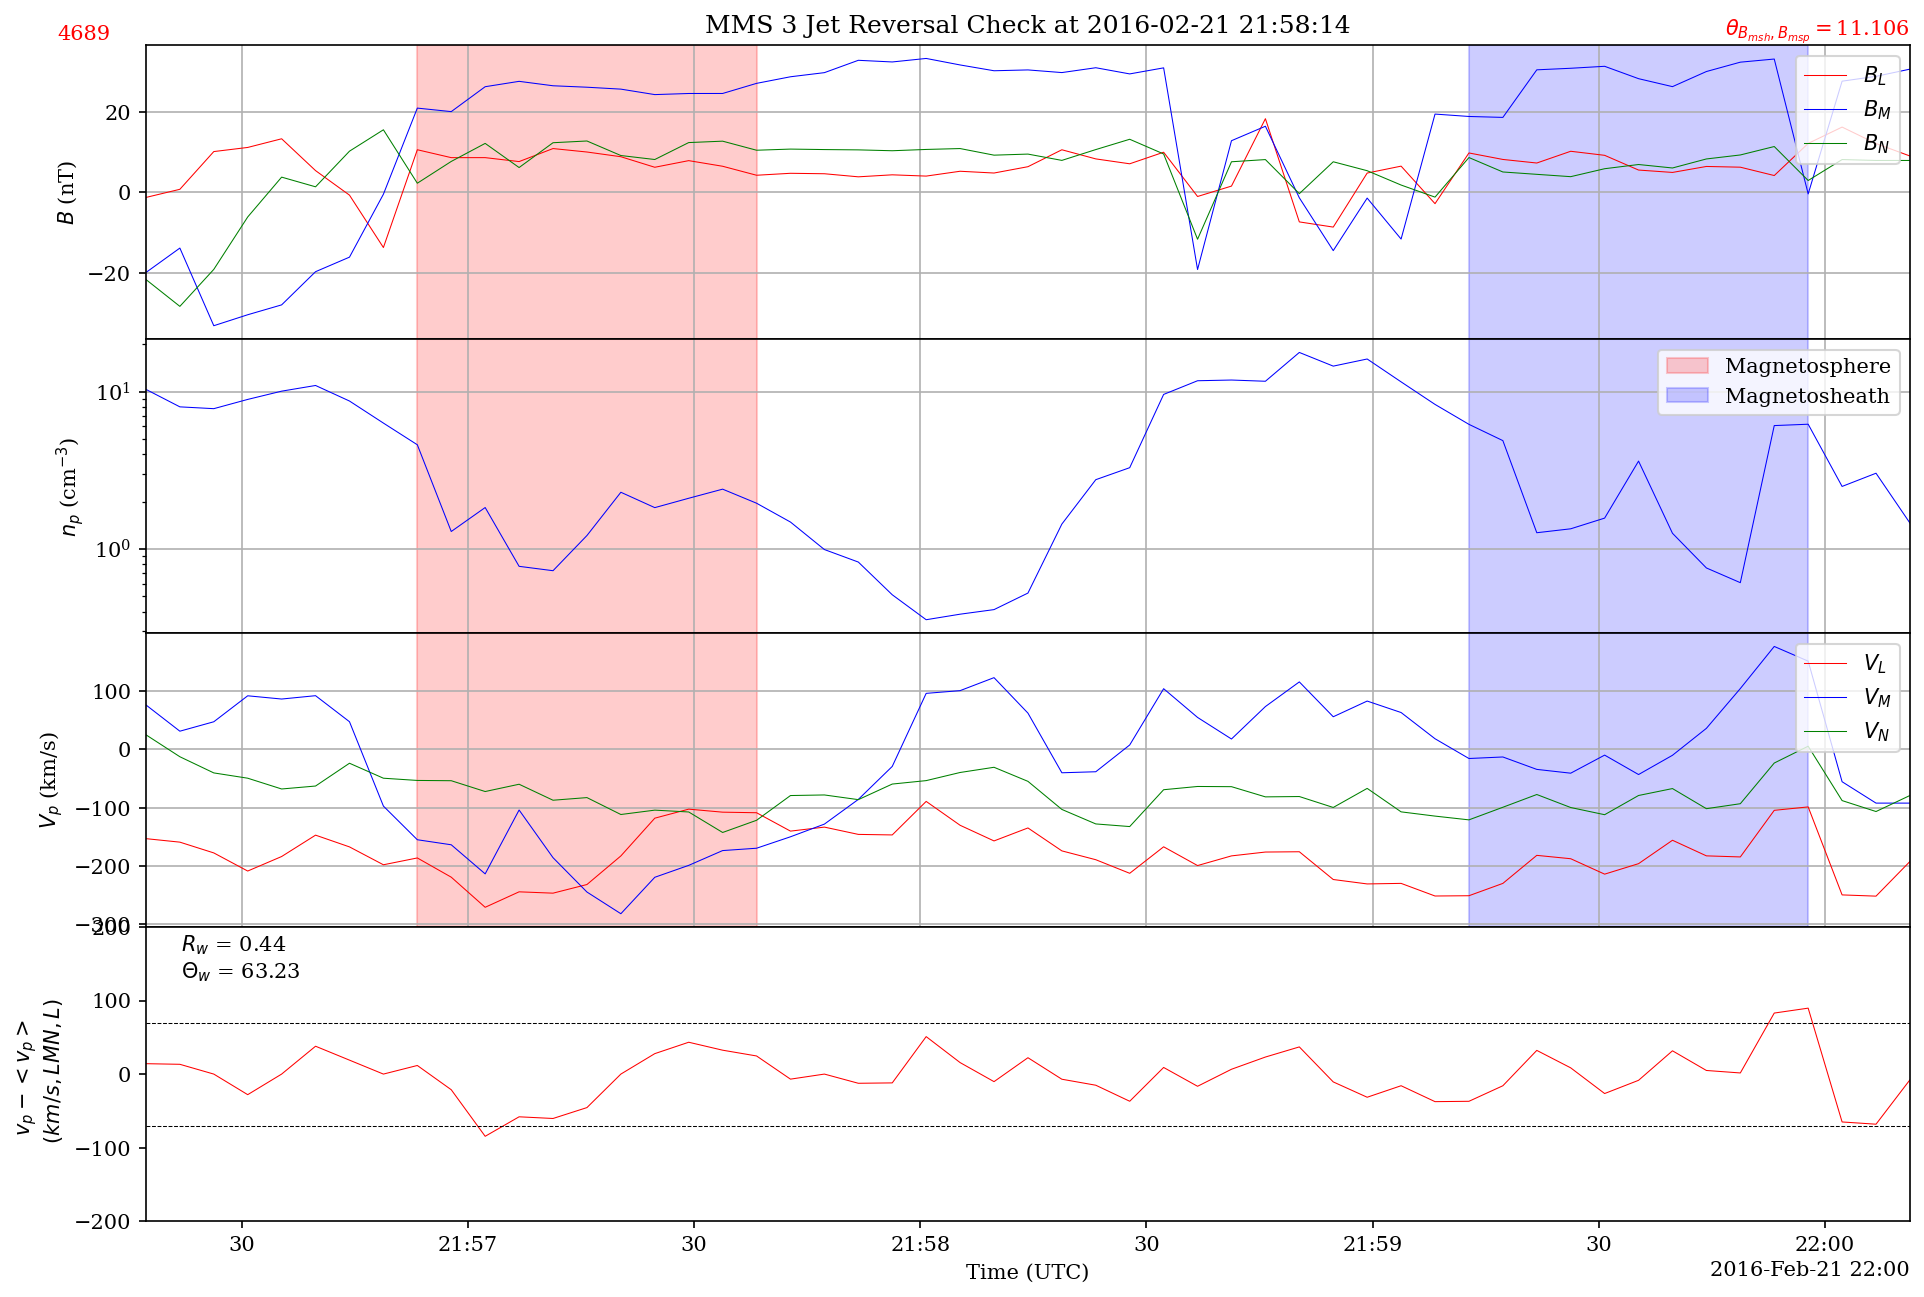 4689
MMS 3 Jet Reversal Check at 2016-02-21 21:58:14
θ_{B_{msh}, B_{msp}} = 11.106
B (nT)
20
0
−20
B_L
B_M
B_N
n_p (cm^{−3})
10^1
10^0
Magnetosphere
Magnetosheath
V_p (km/s)
100
0
−100
−200
−300
V_L
V_M
V_N
v_p − < v_p >
(km/s, LMN, L)
200
100
0
−100
−200
R_w = 0.44
Θ_w = 63.23
30
21:57
30
21:58
30
21:59
30
22:00
Time (UTC)
2016-Feb-21 22:00